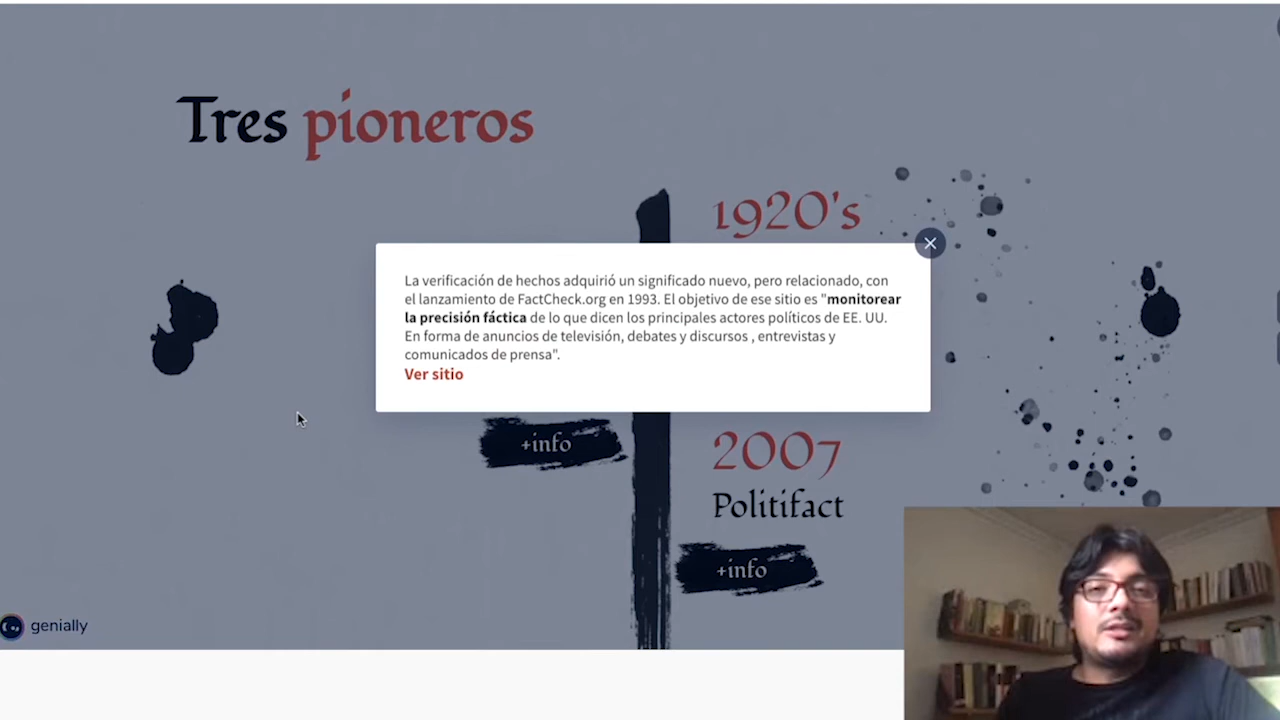 Tres pioneros
1920's
La verificación de hechos adquirió un significado nuevo, pero relacionado, con
el lanzamiento de FactCheck.org en 1993. El objetivo de ese sitio es "monitorear
la precisión fáctica de lo que dicen los principales actores políticos de EE. UU.
En forma de anuncios de televisión, debates y discursos , entrevistas y
comunicados de prensa".
Ver sitio
+info
2007
Politifact
+info
genially